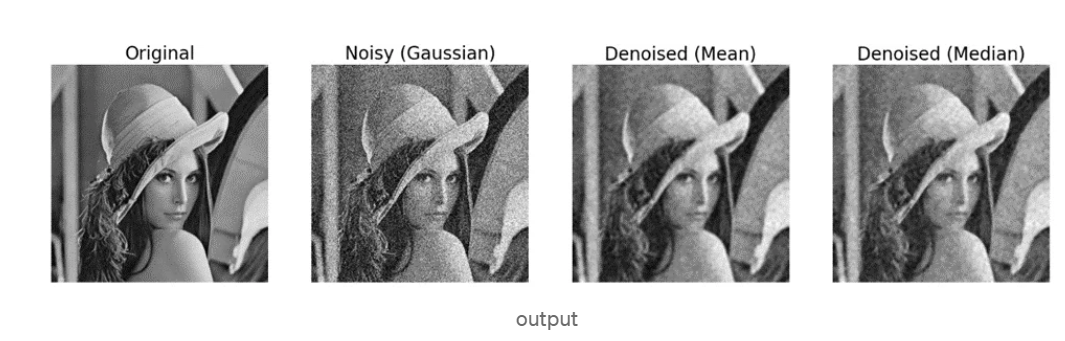 Original
Noisy (Gaussian)
Denoised (Mean)
Denoised (Median)
output